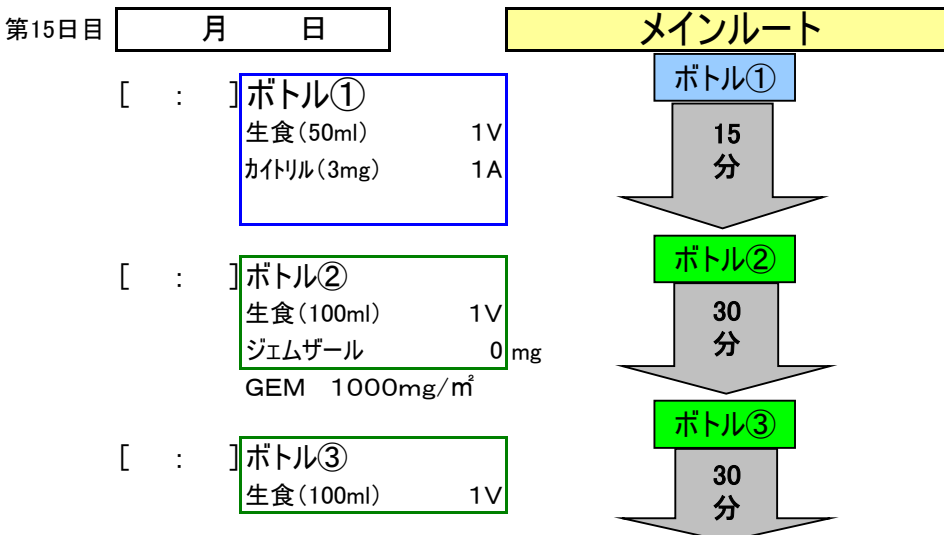 第15日目 月 日 メインルート
[ : ] ボトル① ボトル①
生食(50ml) 1V 15
カイトリル(3mg) 1A 分
[ : ] ボトル② ボトル②
生食(100ml) 1V 30
ジェムザール 0 mg 分
GEM 1000mg/㎡
ボトル③
[ : ] ボトル③
生食(100ml) 1V 30
分